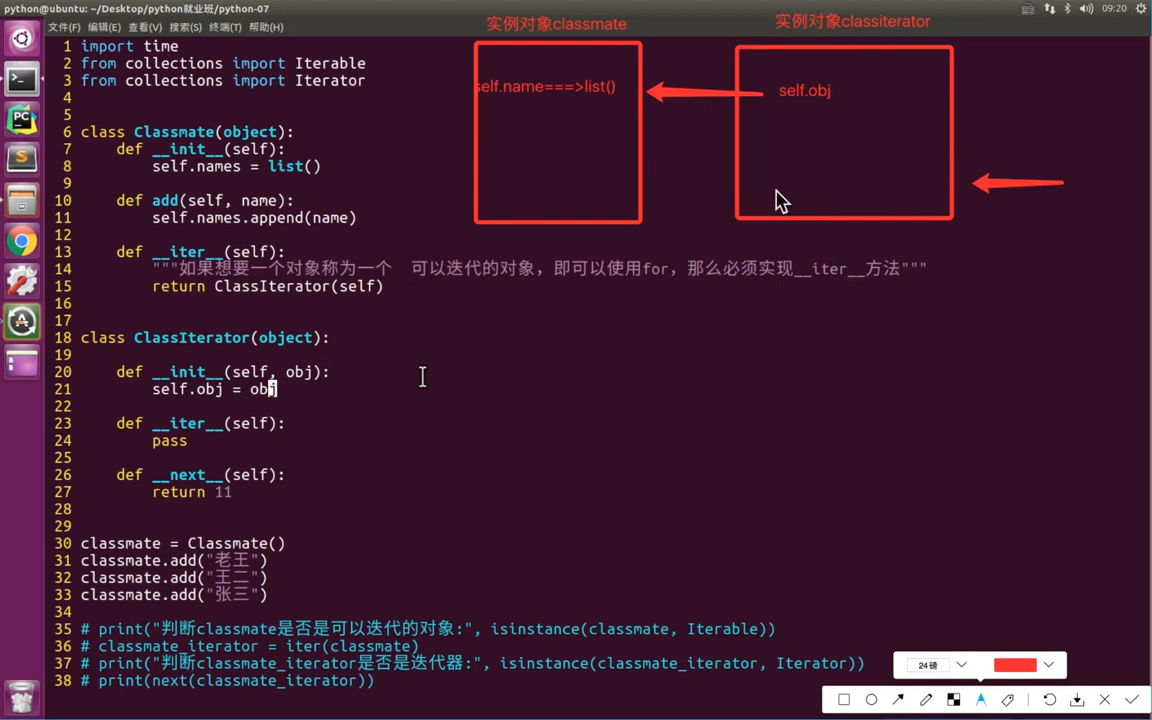 python@ubuntu: ~/Desktop/python就业班/python-07
09:20
文件(F) 编辑(E) 查看(V) 搜索(S) 终端(T) 帮助(H)
实例对象classmate
实例对象classiterator
self.name===>list()
self.obj
1 import time
2 from collections import Iterable
3 from collections import Iterator
4
5
6 class Classmate(object):
7     def __init__(self):
8         self.names = list()
9
10     def add(self, name):
11         self.names.append(name)
12
13     def __iter__(self):
14         """如果想要一个对象称为一个  可以迭代的对象，即可以使用for，那么必须实现__iter__方法"""
15         return ClassIterator(self)
16
17
18 class ClassIterator(object):
19
20     def __init__(self, obj):
21         self.obj = obj
22
23     def __iter__(self):
24         pass
25
26     def __next__(self):
27         return 11
28
29
30 classmate = Classmate()
31 classmate.add("老王")
32 classmate.add("王二")
33 classmate.add("张三")
34
35 # print("判断classmate是否是可以迭代的对象:", isinstance(classmate, Iterable))
36 # classmate_iterator = iter(classmate)
37 # print("判断classmate_iterator是否是迭代器:", isinstance(classmate_iterator, Iterator))
38 # print(next(classmate_iterator))
24磅